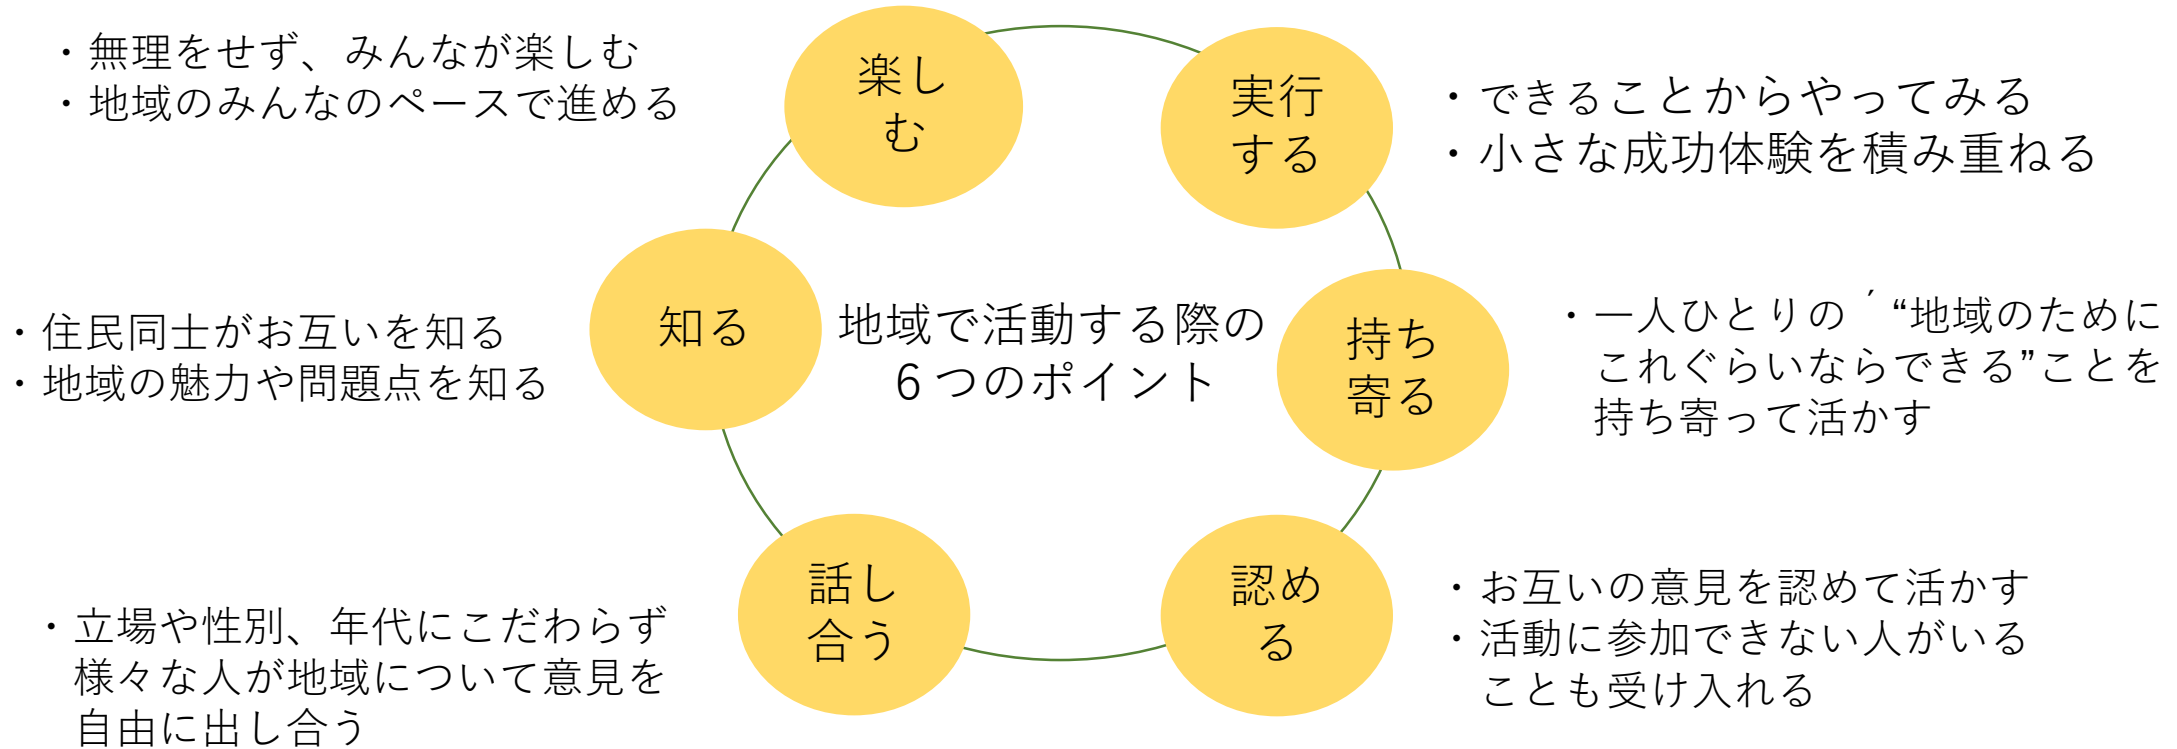 ・無理をせず、みんなが楽しむ
・地域のみんなのペースで進める
楽し
む
実行
する
・できることからやってみる
・小さな成功体験を積み重ねる
・住民同士がお互いを知る
・地域の魅力や問題点を知る
知る
地域で活動する際の
6つのポイント
持ち
寄る
・一人ひとりの ́“地域のために
これぐらいならできる”ことを
持ち寄って活かす
・立場や性別、年代にこだわらず
様々な人が地域について意見を
自由に出し合う
話し
合う
認め
る
・お互いの意見を認めて活かす
・活動に参加できない人がいる
ことも受け入れる